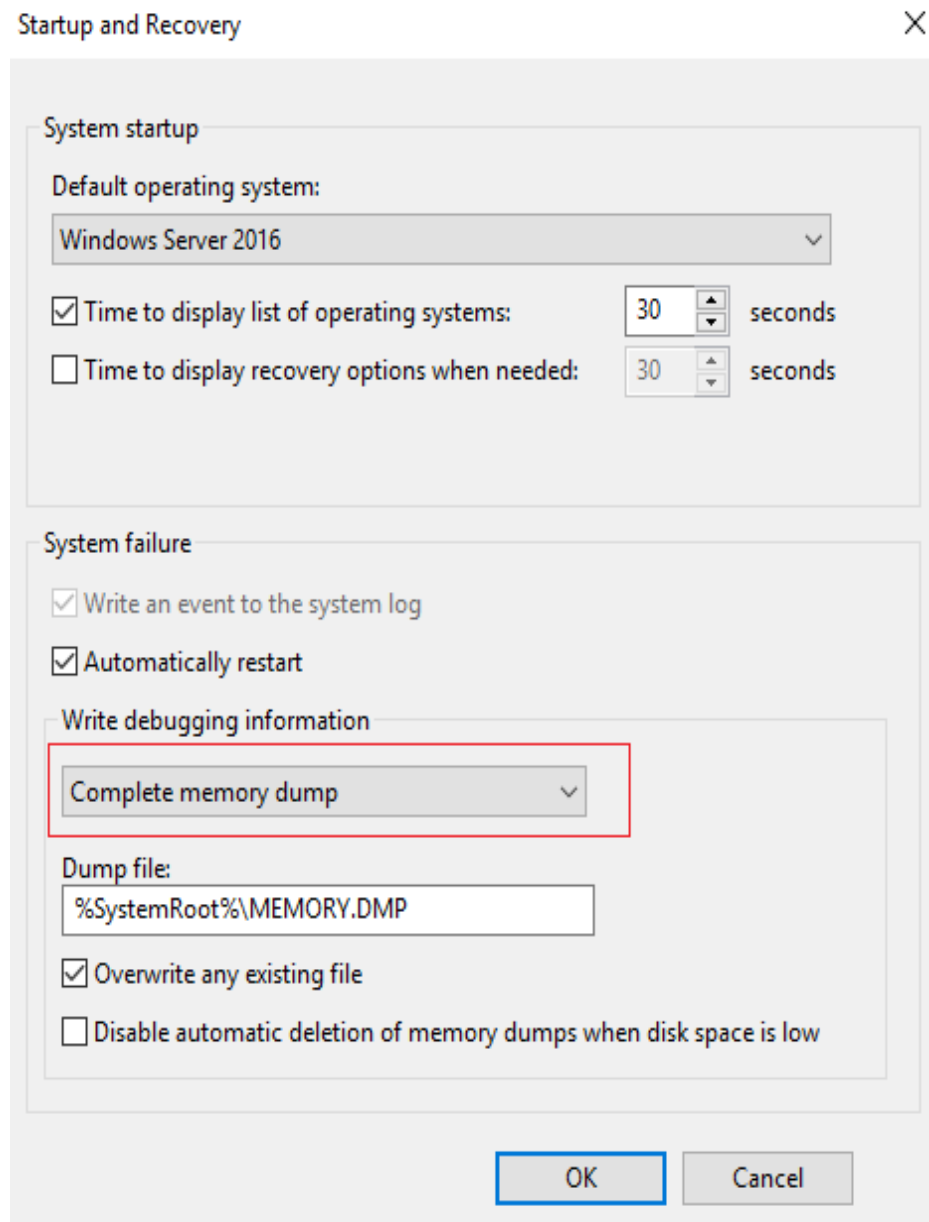 Startup and Recovery
System startup
Default operating system:
Windows Server 2016
Time to display list of operating systems: 30 seconds
Time to display recovery options when needed: 30 seconds
System failure
Write an event to the system log
Automatically restart
Write debugging information
Complete memory dump
Dump file:
%SystemRoot%\MEMORY.DMP
Overwrite any existing file
Disable automatic deletion of memory dumps when disk space is low
OK Cancel